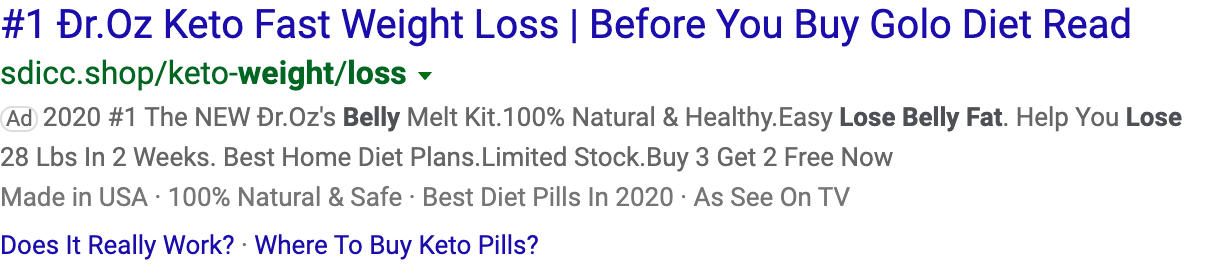 #1 Đr.Oz Keto Fast Weight Loss | Before You Buy Golo Diet Read
sdicc.shop/keto-weight/loss
Ad 2020 #1 The NEW Đr.Oz's Belly Melt Kit.100% Natural & Healthy.Easy Lose Belly Fat. Help You Lose
28 Lbs In 2 Weeks. Best Home Diet Plans.Limited Stock.Buy 3 Get 2 Free Now
Made in USA · 100% Natural & Safe · Best Diet Pills In 2020 · As See On TV
Does It Really Work? · Where To Buy Keto Pills?